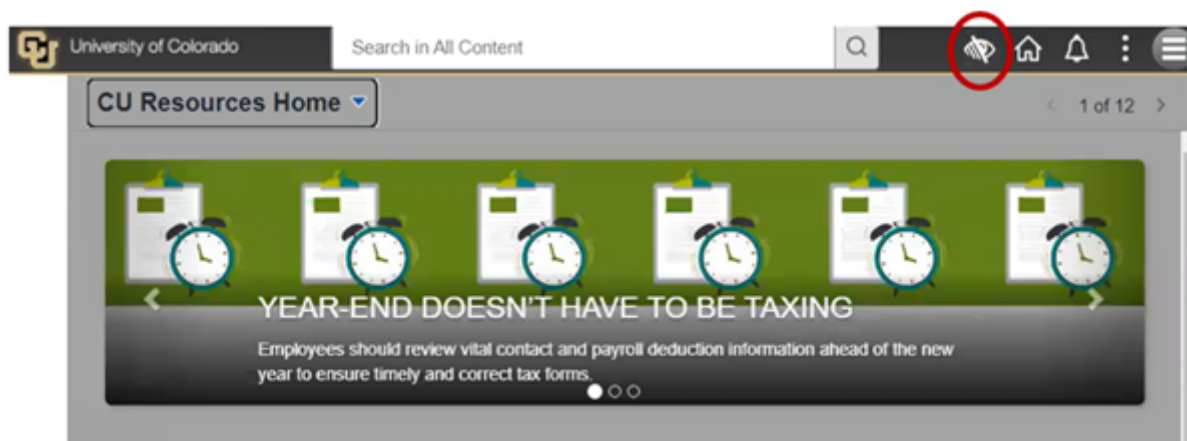 CU University of Colorado
Search in All Content
CU Resources Home
1 of 12
YEAR-END DOESN'T HAVE TO BE TAXING
Employees should review vital contact and payroll deduction information ahead of the new
year to ensure timely and correct tax forms.